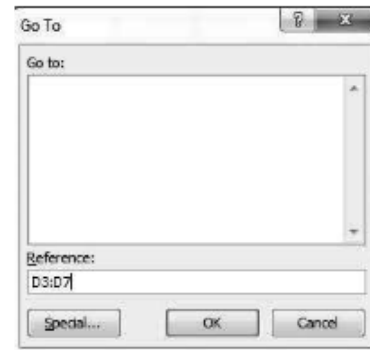 Go To
Go to:
Reference:
D3:D7
Special...
OK
Cancel